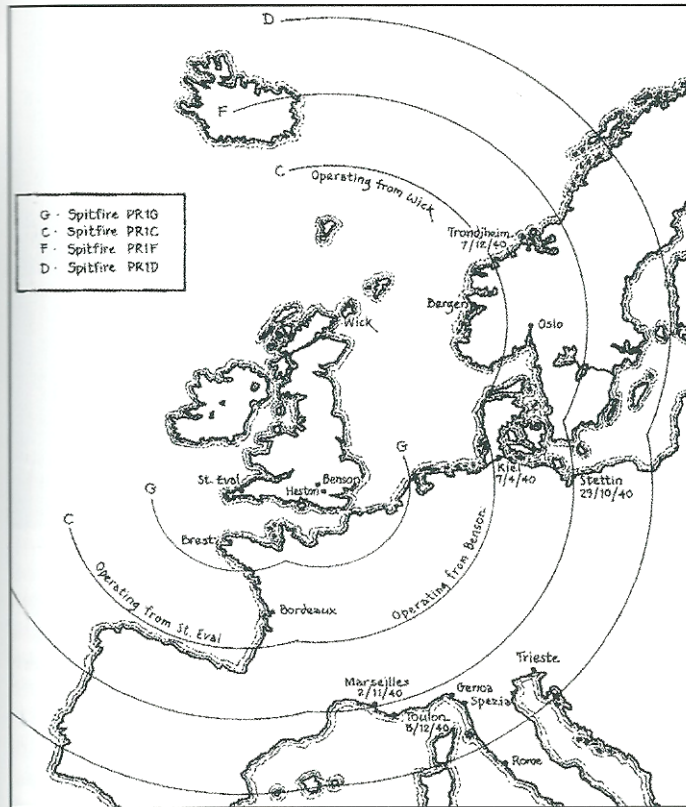 D
F
C
Operating from Wick
G · Spitfire PR1G
C · Spitfire PR1C
F · Spitfire PR1F
D · Spitfire PR1D
Trondjheim
7/12/40
Bergen
Wick
Oslo
G
Benson
St. Eval
Heston
Kiel
7/4/40
Stettin
29/10/40
G
C
Brest
Operating from St. Eval
Operating from Benson
Bordeaux
Trieste
Marseilles
2/11/40
Genoa
Spezia
Toulon
8/12/40
Rome